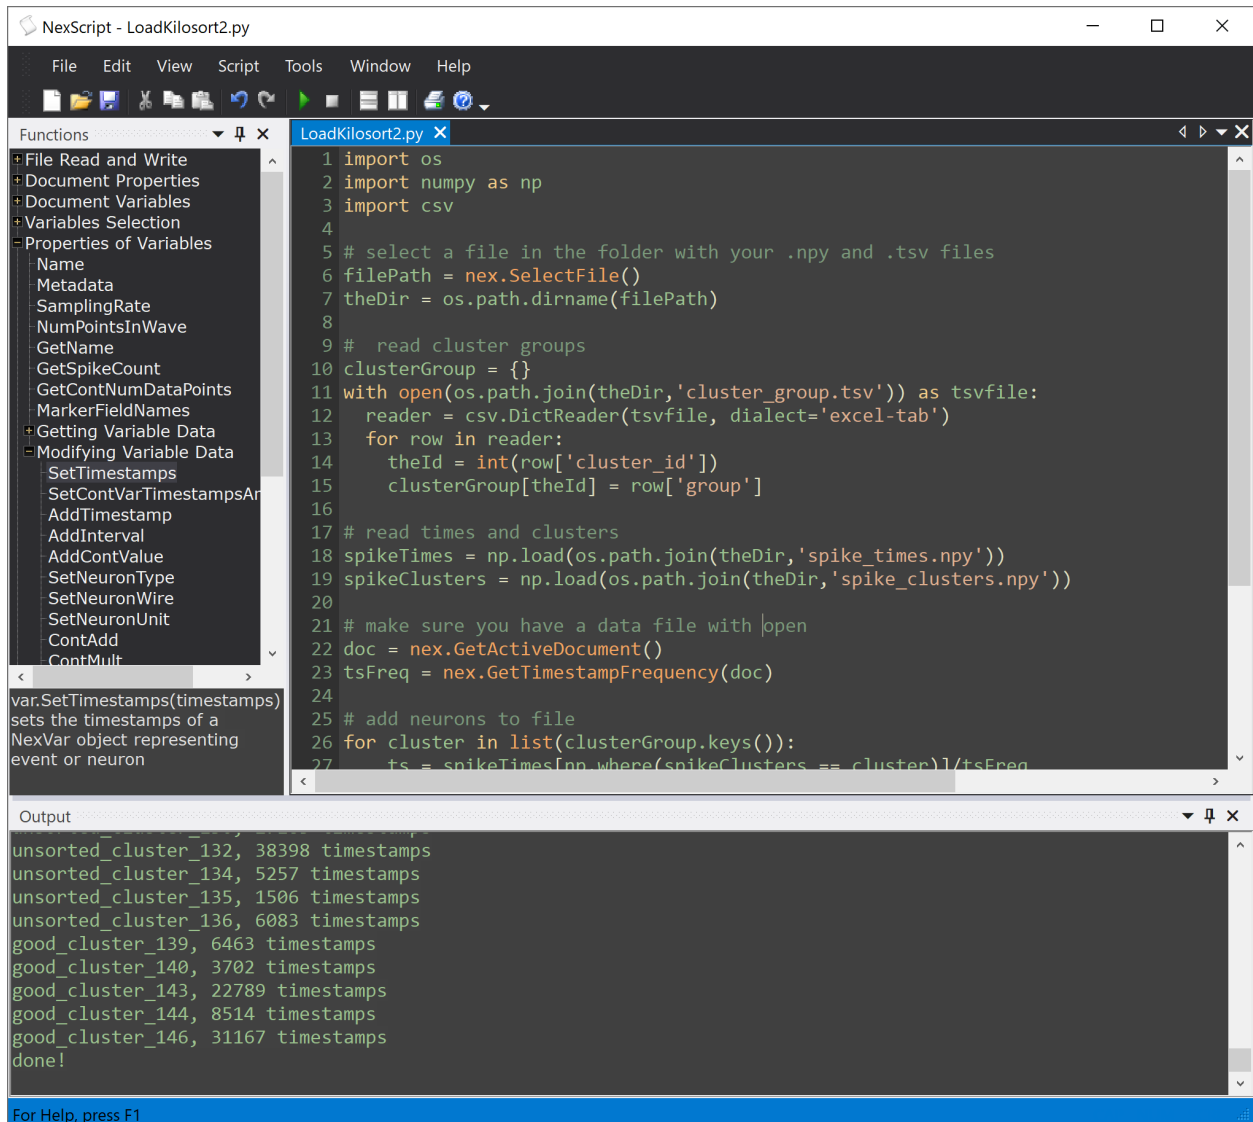 NexScript - LoadKilosort2.py
File Edit View Script Tools Window Help
Functions
File Read and Write
Document Properties
Document Variables
Variables Selection
Properties of Variables
Name
Metadata
SamplingRate
NumPointsInWave
GetName
GetSpikeCount
GetContNumDataPoints
MarkerFieldNames
Getting Variable Data
Modifying Variable Data
SetTimestamps
SetContVarTimestampsAr
AddTimestamp
AddInterval
AddContValue
SetNeuronType
SetNeuronWire
SetNeuronUnit
ContAdd
ContMult
var.SetTimestamps(timestamps)
sets the timestamps of a
NexVar object representing
event or neuron
LoadKilosort2.py
1 import os
2 import numpy as np
3 import csv
4
5 # select a file in the folder with your .npy and .tsv files
6 filePath = nex.SelectFile()
7 theDir = os.path.dirname(filePath)
8
9 #  read cluster groups
10 clusterGroup = {}
11 with open(os.path.join(theDir,'cluster_group.tsv')) as tsvfile:
12   reader = csv.DictReader(tsvfile, dialect='excel-tab')
13   for row in reader:
14     theId = int(row['cluster_id'])
15     clusterGroup[theId] = row['group']
16
17 # read times and clusters
18 spikeTimes = np.load(os.path.join(theDir,'spike_times.npy'))
19 spikeClusters = np.load(os.path.join(theDir,'spike_clusters.npy'))
20
21 # make sure you have a data file with open
22 doc = nex.GetActiveDocument()
23 tsFreq = nex.GetTimestampFrequency(doc)
24
25 # add neurons to file
26 for cluster in list(clusterGroup.keys()):
27     ts = spikeTimes[np.where(spikeClusters == cluster)]/tsFreq
Output
unsorted_cluster_132, 38398 timestamps
unsorted_cluster_134, 5257 timestamps
unsorted_cluster_135, 1506 timestamps
unsorted_cluster_136, 6083 timestamps
good_cluster_139, 6463 timestamps
good_cluster_140, 3702 timestamps
good_cluster_143, 22789 timestamps
good_cluster_144, 8514 timestamps
good_cluster_146, 31167 timestamps
done!
For Help, press F1